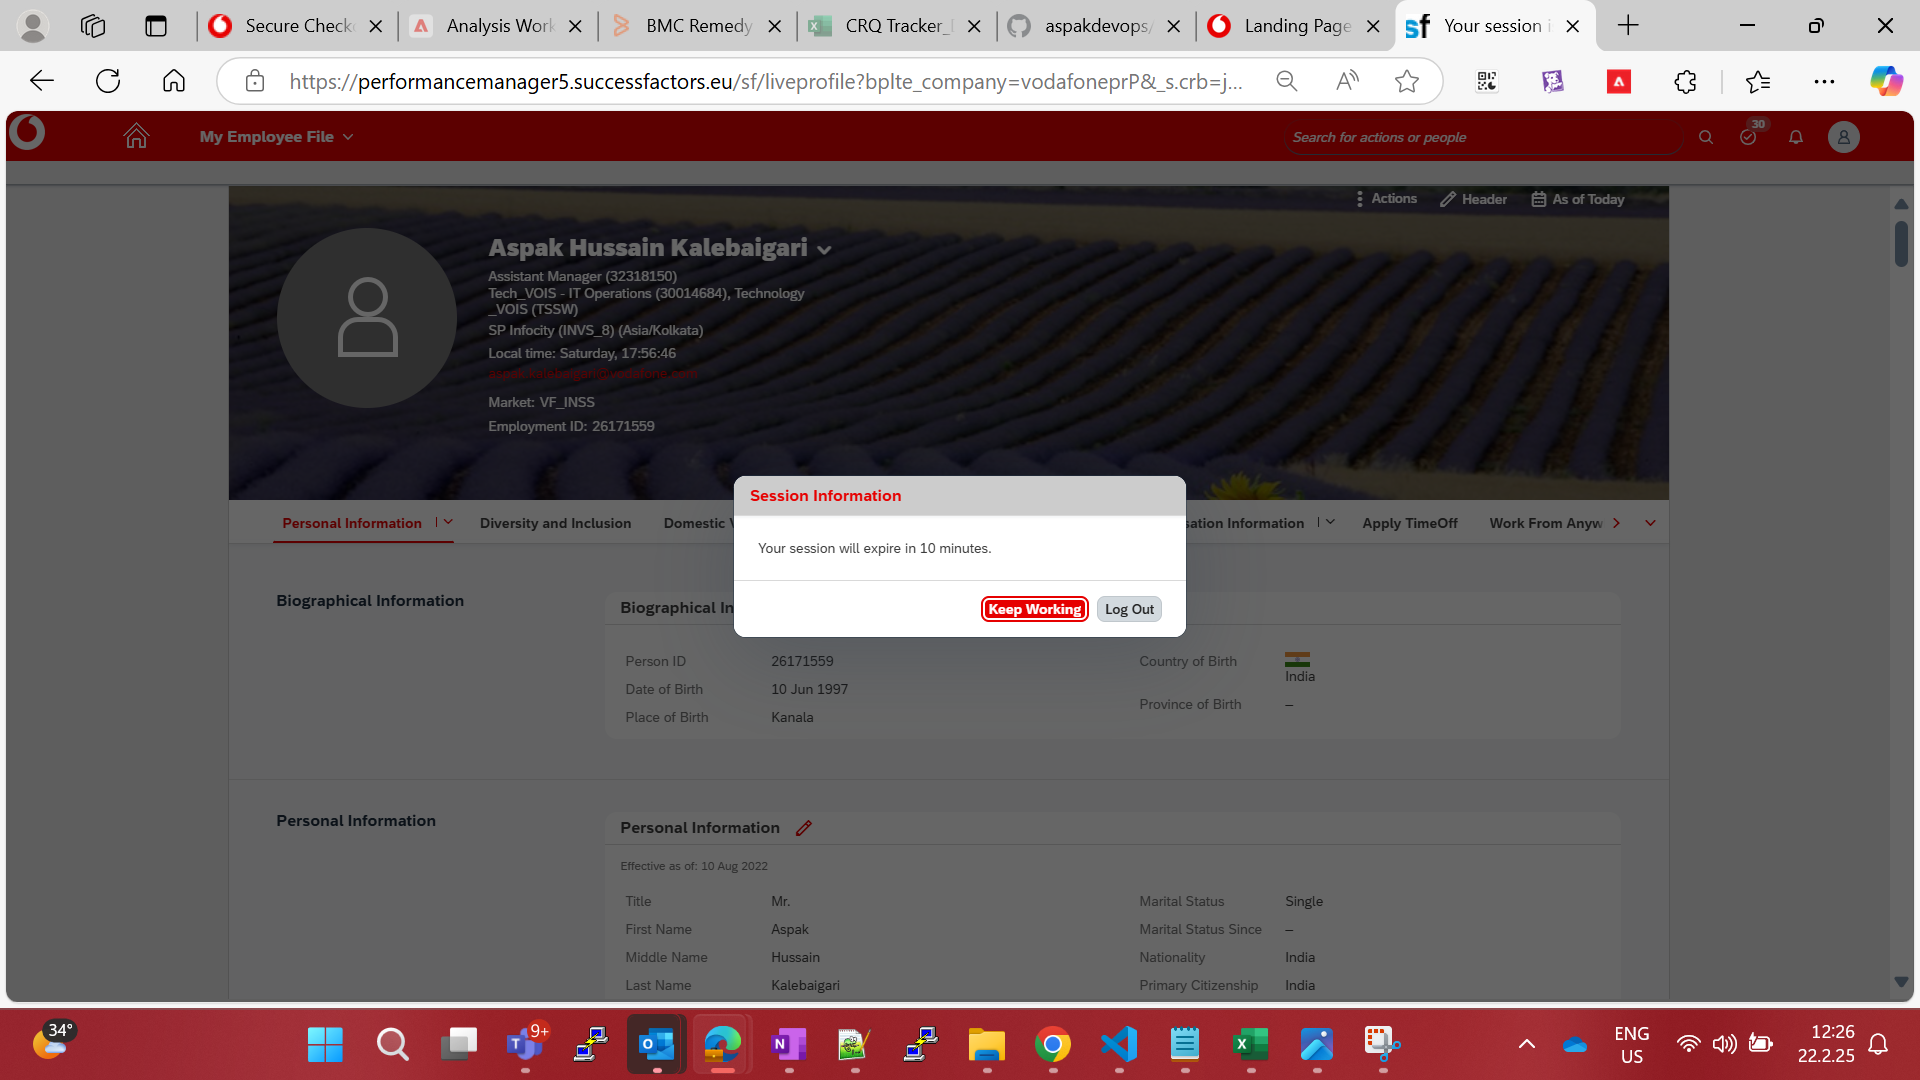 Secure Check
Analysis Work
BMC Remedy
CRQ Tracker_
aspakdevops/
Landing Page
Your session i
https://performancemanager5.successfactors.eu/sf/liveprofile?bplte_company=vodafoneprP&_s.crb=j...
My Employee File
Search for actions or people
30
Actions
Header
As of Today
Aspak Hussain Kalebaigari
Assistant Manager (32318150)
Tech_VOIS - IT Operations (30014684), Technology
_VOIS (TSSW)
SP Infocity (INVS_8) (Asia/Kolkata)
Local time: Saturday, 17:56:46
aspak.kalebaigari@vodafone.com
Market: VF_INSS
Employment ID: 26171559
Session Information
Your session will expire in 10 minutes.
Keep Working
Log Out
Personal Information
Diversity and Inclusion
Domestic
sation Information
Apply TimeOff
Work From Anyw
Biographical Information
Biographical In
Person ID 26171559
Country of Birth
India
Date of Birth 10 Jun 1997
Province of Birth –
Place of Birth Kanala
Personal Information
Personal Information
Effective as of: 10 Aug 2022
Title Mr.
Marital Status Single
First Name Aspak
Marital Status Since –
Middle Name Hussain
Nationality India
Last Name Kalebaigari
Primary Citizenship India
34°
9+
ENG
US
12:26
22.2.25